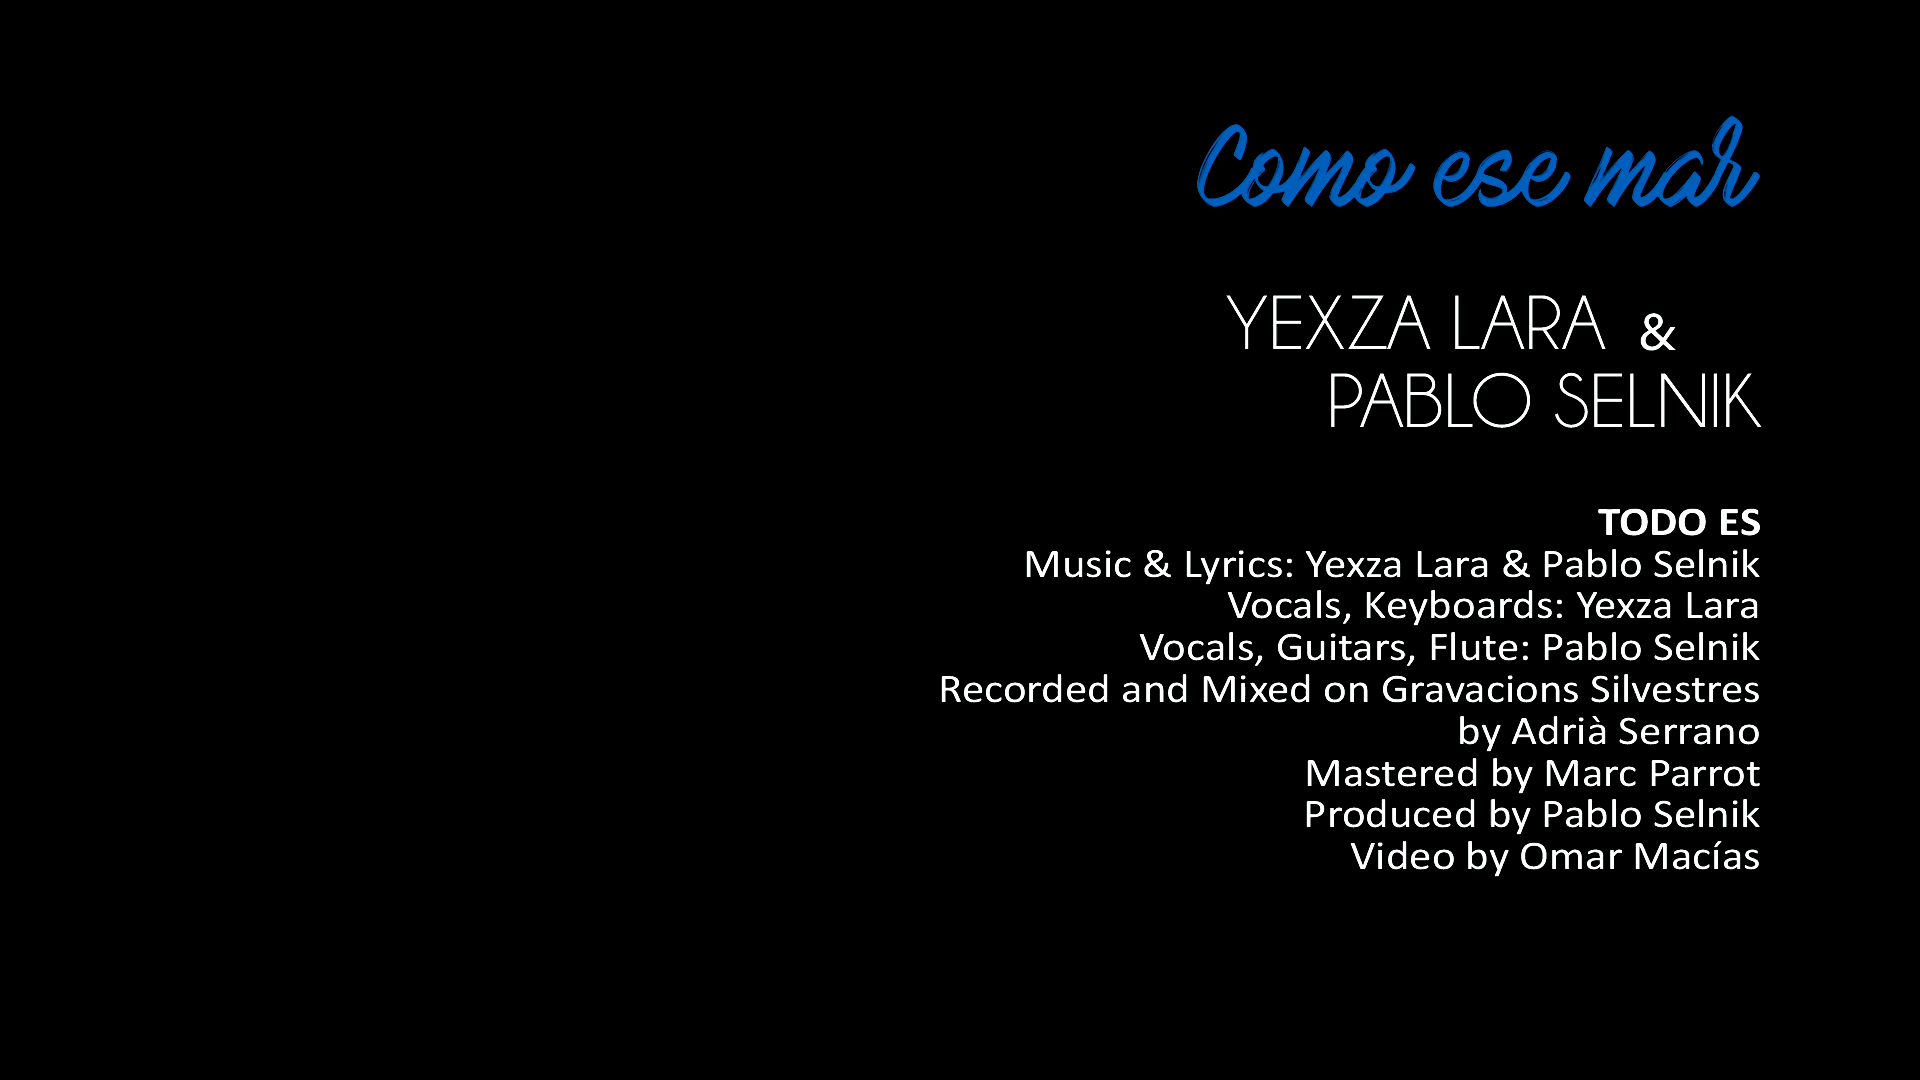 Como ese mar
YEXZA LARA &
PABLO SELNIK
TODO ES
Music & Lyrics: Yexza Lara & Pablo Selnik
Vocals, Keyboards: Yexza Lara
Vocals, Guitars, Flute: Pablo Selnik
Recorded and Mixed on Gravacions Silvestres
by Adrià Serrano
Mastered by Marc Parrot
Produced by Pablo Selnik
Video by Omar Macías